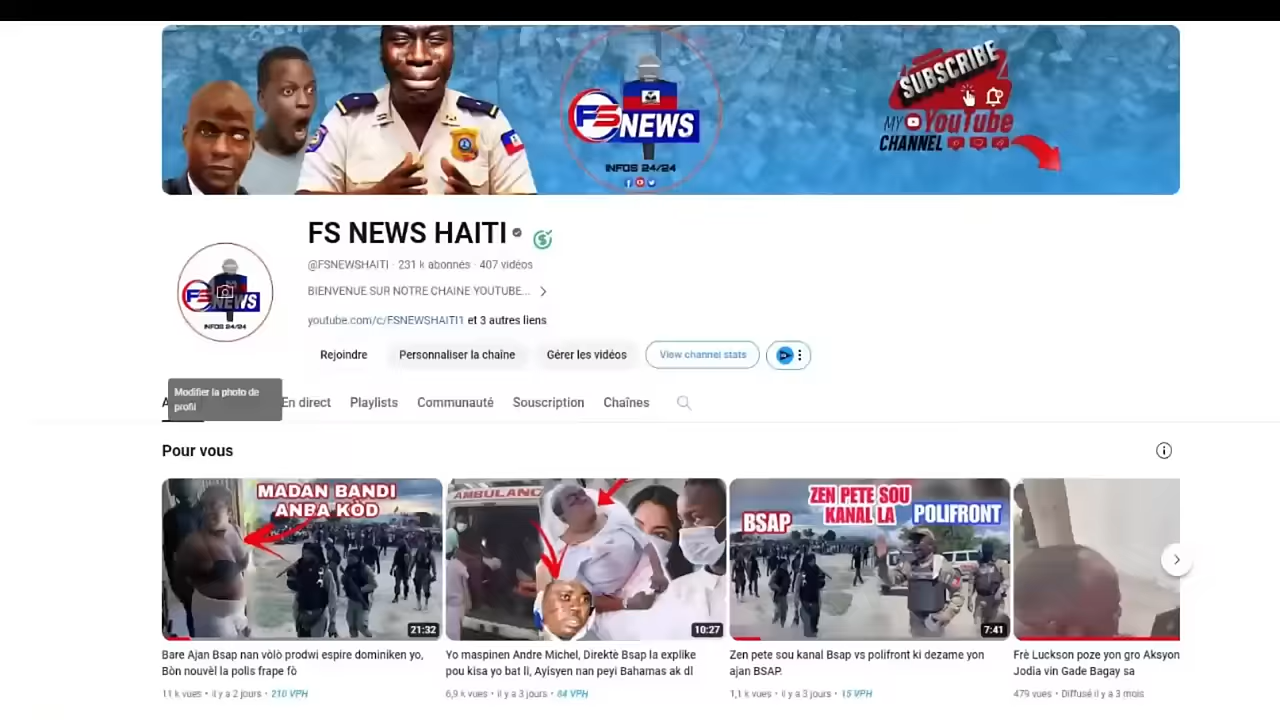 SUBSCRIBE
MY YouTube
CHANNEL
FS NEWS
INFOS 24/24
FS NEWS HAITI
@FSNEWSHAITI · 231 k abonnés · 407 vidéos
BIENVENUE SUR NOTRE CHAINE YOUTUBE...
youtube.com/c/FSNEWSHAITI1 et 3 autres liens
FS NEWS
INFOS 24/24
Rejoindre Personnaliser la chaîne Gérer les vidéos View channel stats
Modifier la photo de
profil
En direct Playlists Communauté Souscription Chaînes
Pour vous
MADAN BANDI
ANBA KÒD
21:32
AMBULANC
10:27
ZEN PETE SOU
KANAL LA
BSAP
POLIFRONT
7:41
Bare Ajan Bsap nan vòlò prodwi espire dominiken yo,
Bòn nouvèl la polis frape fò
11 k vues · il y a 2 jours · 210 VPH
Yo maspinen Andre Michel, Direktè Bsap la explike
pou kisa yo bat li, Ayisyen nan peyi Bahamas ak dl
6,9 k vues · il y a 3 jours · 84 VPH
Zen pete sou kanal Bsap vs polifront ki dezame yon
ajan BSAP.
1,1 k vues · il y a 3 jours · 15 VPH
Frè Luckson poze yon gro Aksyon
Jodia vin Gade Bagay sa
479 vues · Diffusé il y a 3 mois